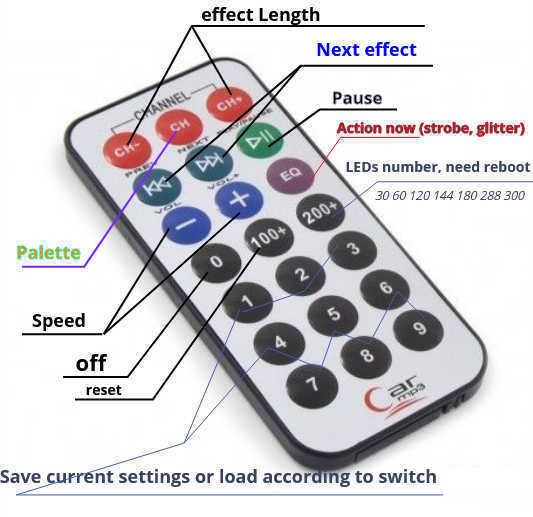 effect Length
Next effect
Pause
Action now (strobe, glitter)
LEDs number, need reboot
30 60 120 144 180 288 300
CHANNEL
CH- CH CH+
PREV NEXT PLAY/PAUSE
VOL- VOL+ EQ
0 100+ 200+
1 2 3
4 5 6
7 8 9
Car
mp3
Palette
Speed
off
reset
Save current settings or load according to switch